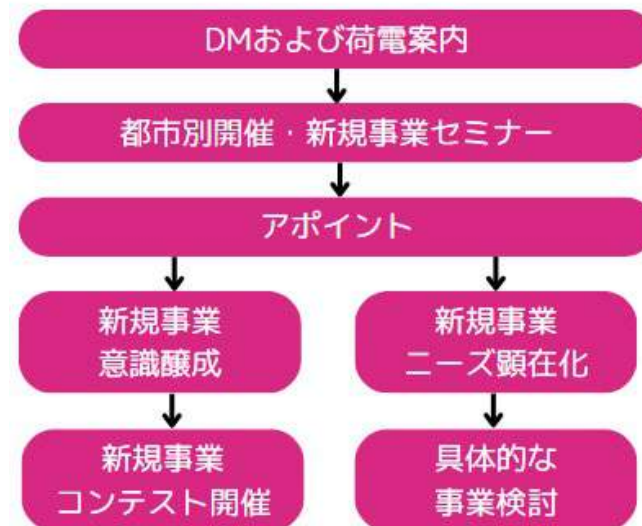 DMおよび荷電案内
都市別開催・新規事業セミナー
アポイント
新規事業
意識醸成
新規事業
ニーズ顕在化
新規事業
コンテスト開催
具体的な
事業検討